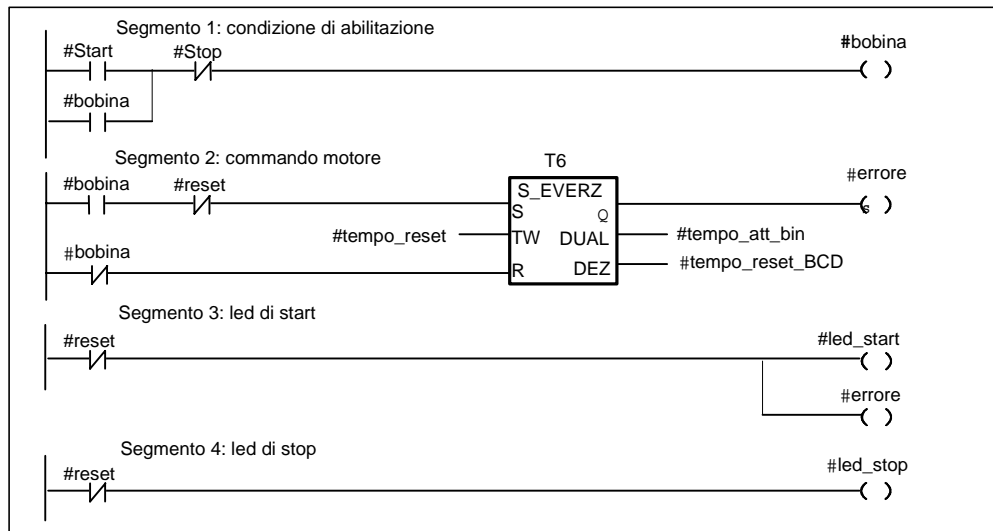 Segmento 1: condizione di abilitazione
#Start #Stop #bobina
#bobina
Segmento 2: commando motore
T6
#bobina #reset #errore
S_EVERZ
S Q
s
#tempo_reset TW DUAL #tempo_att_bin
#bobina
R DEZ #tempo_reset_BCD
Segmento 3: led di start
#reset #led_start
#errore
Segmento 4: led di stop
#reset #led_stop